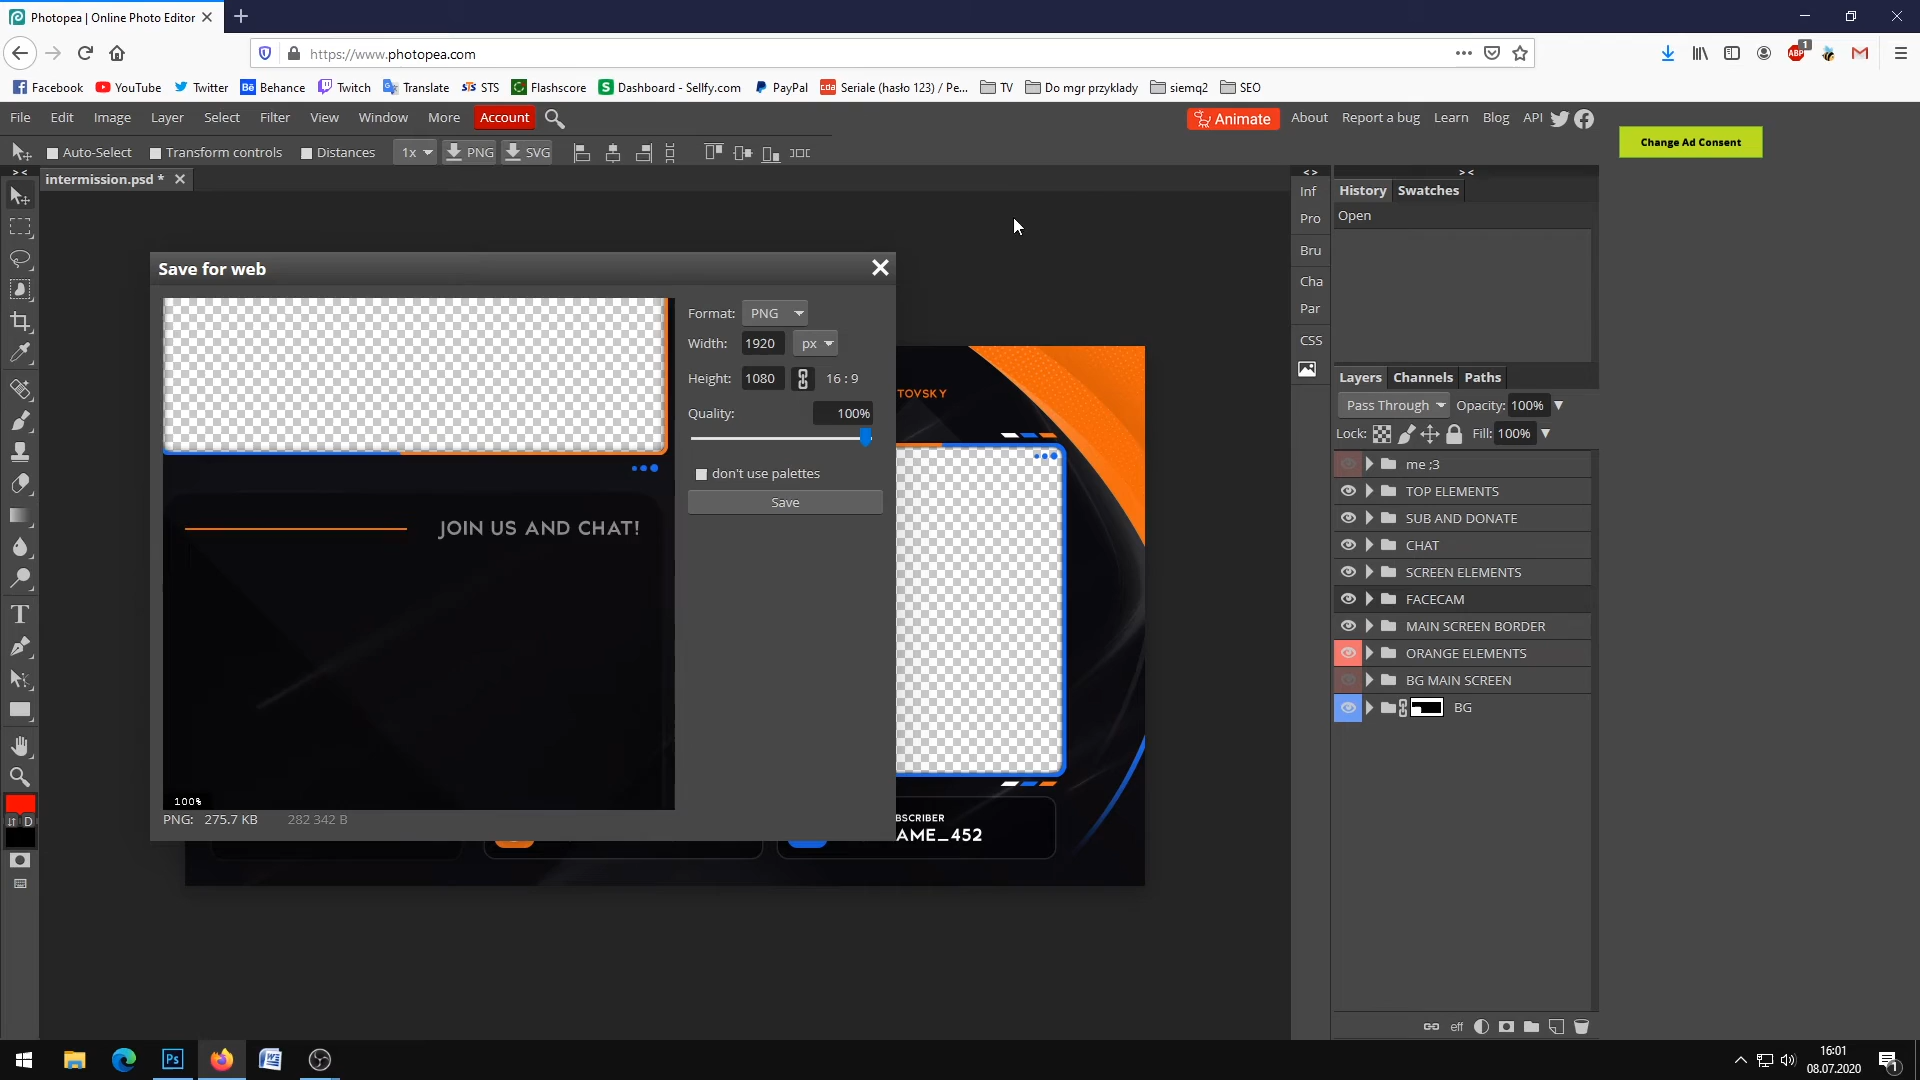 Photopea | Online Photo Editor
https://www.photopea.com
1
Facebook YouTube Twitter Behance Twitch Translate STS Flashscore Dashboard - Sellfy.com PayPal Seriale (hasło 123) / Pe... TV Do mgr przyklady siemq2 SEO
File Edit Image Layer Select Filter View Window More Account
Animate About Report a bug Learn Blog API
Auto-Select Transform controls Distances 1x PNG SVG
Change Ad Consent
intermission.psd *
Inf
Pro
Bru
Cha
Par
CSS
History Swatches
Open
Save for web
Format: PNG
Width: 1920 px
Height: 1080 16 : 9
Quality: 100%
don't use palettes
Save
JOIN US AND CHAT!
100%
PNG: 275.7 KB 282 342 B
TOVSKY
BSCRIBER
AME_452
Layers Channels Paths
Pass Through Opacity: 100%
Lock: Fill: 100%
me ;3
TOP ELEMENTS
SUB AND DONATE
CHAT
SCREEN ELEMENTS
FACECAM
MAIN SCREEN BORDER
ORANGE ELEMENTS
BG MAIN SCREEN
BG
eff
D
Ps
16:01
08.07.2020
1